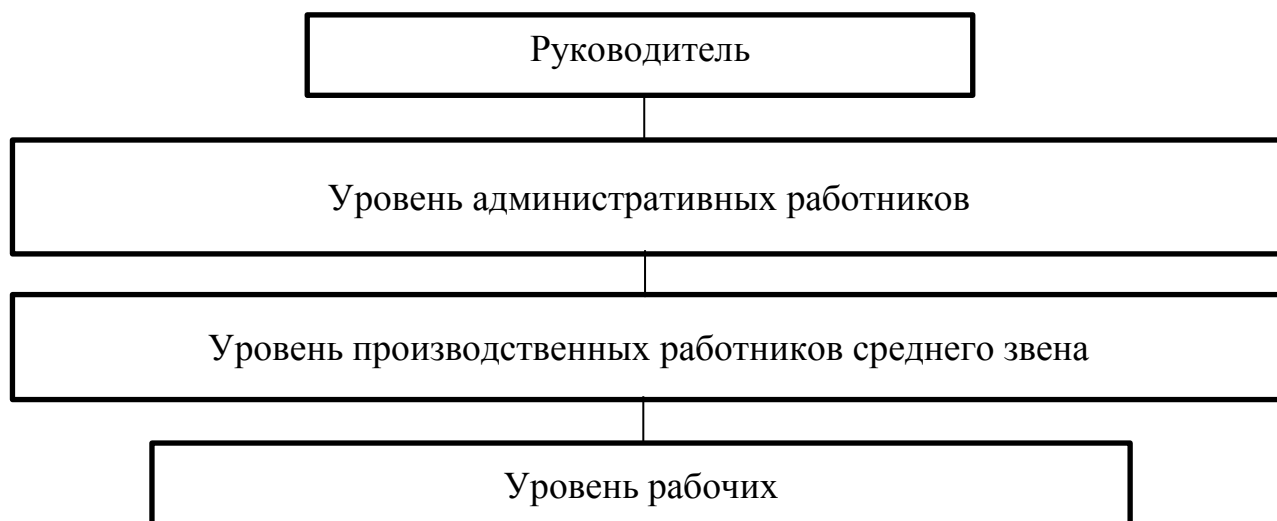 Руководитель
Уровень административных работников
Уровень производственных работников среднего звена
Уровень рабочих